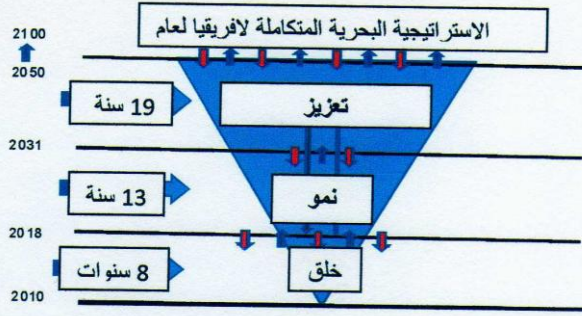 الاستراتيجية البحرية المتكاملة لافريقيا لعام
2100
2050
19 سنة
تعزيز
2031
13 سنة
نمو
2018
8 سنوات
خلق
2010